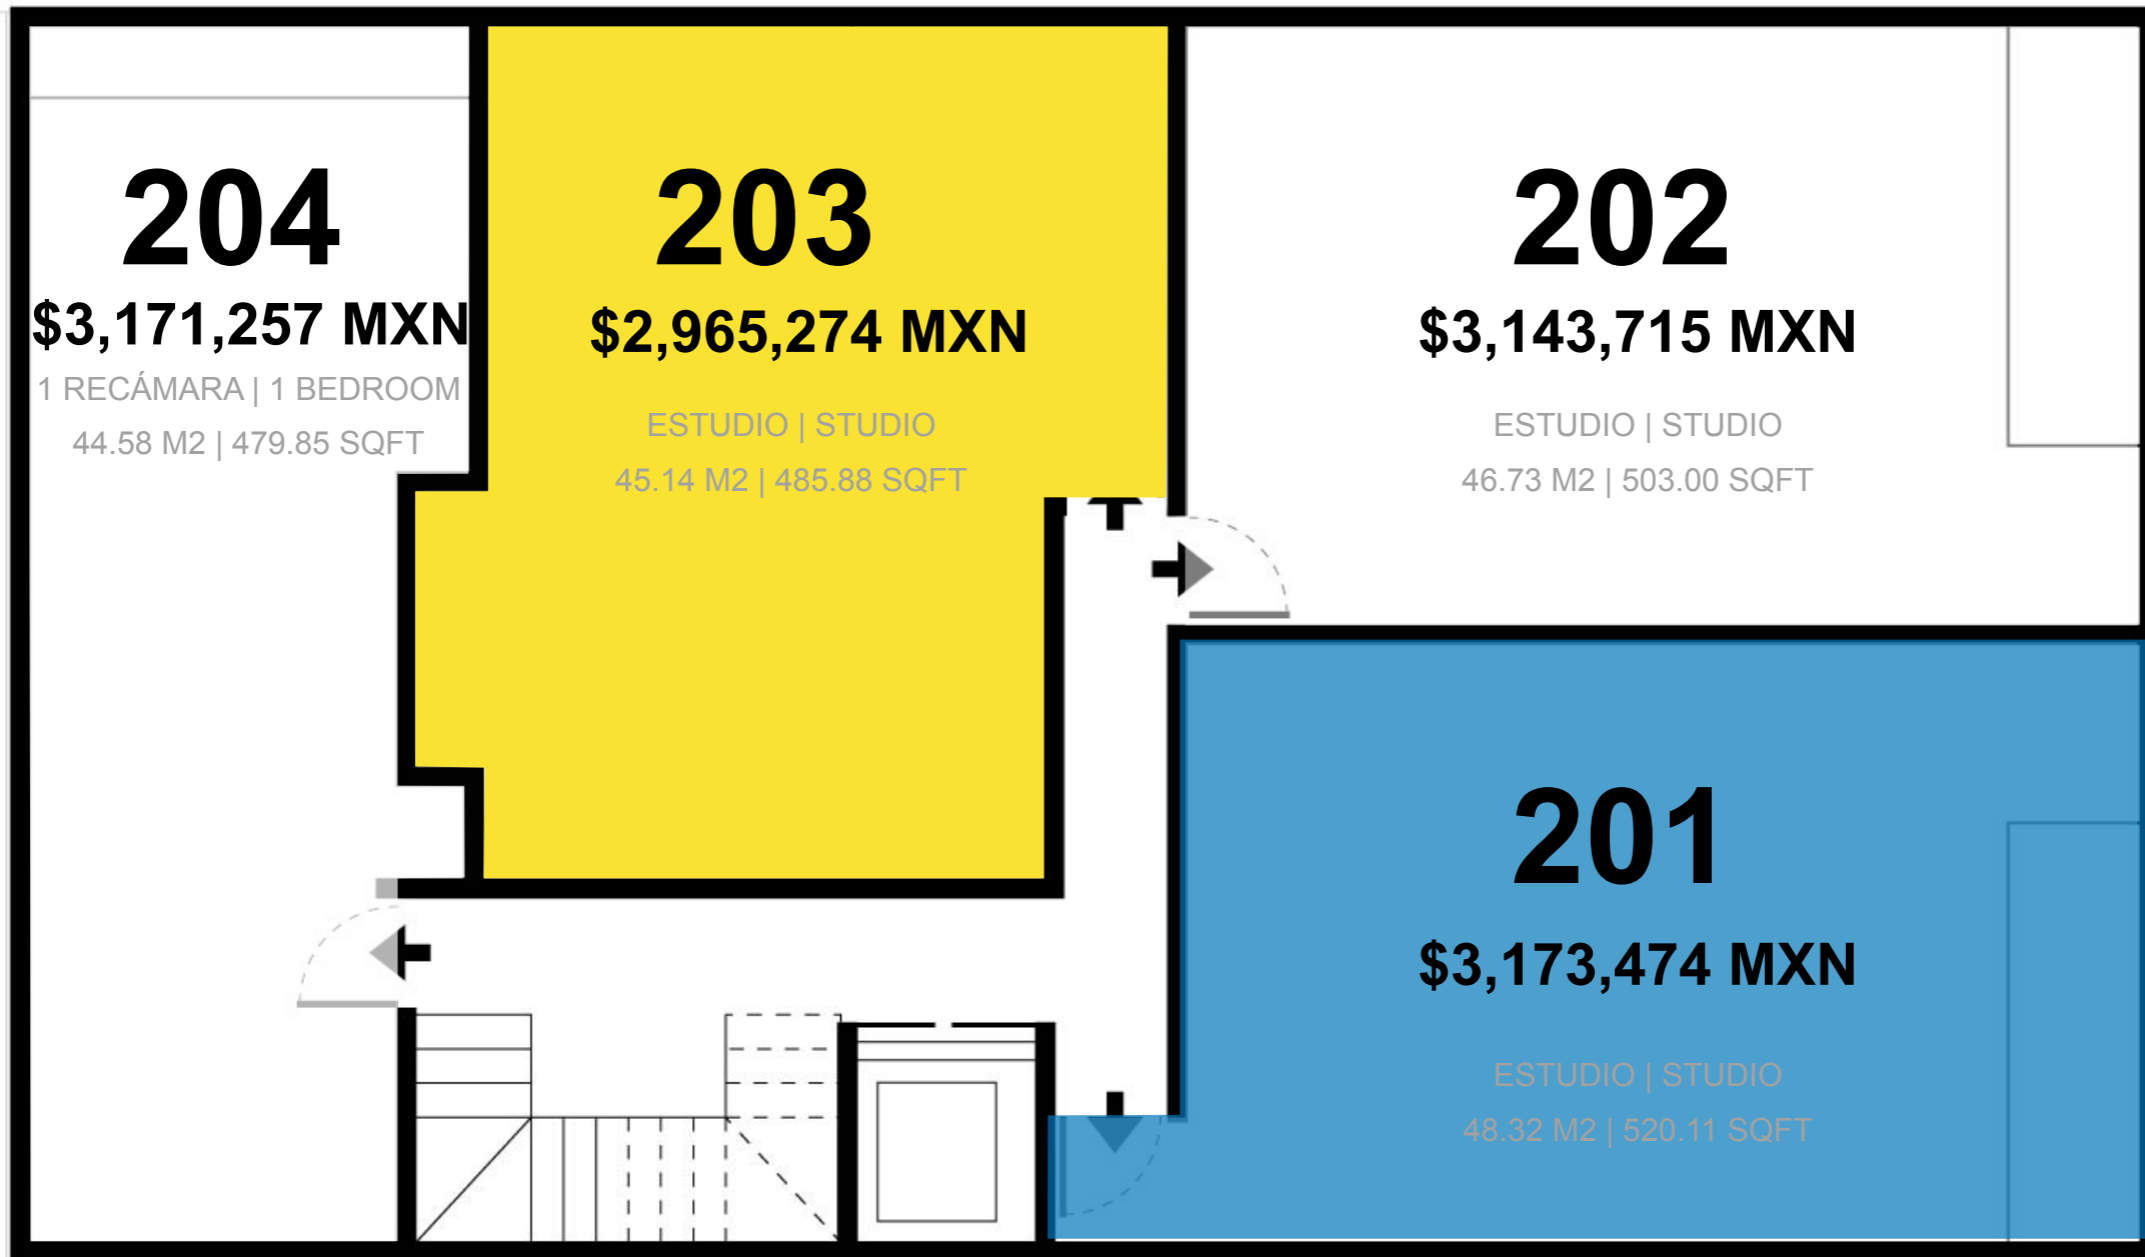 204
$3,171,257 MXN
1 RECÁMARA | 1 BEDROOM
44.58 M2 | 479.85 SQFT
203
$2,965,274 MXN
ESTUDIO | STUDIO
45.14 M2 | 485.88 SQFT
202
$3,143,715 MXN
ESTUDIO | STUDIO
46.73 M2 | 503.00 SQFT
201
$3,173,474 MXN
ESTUDIO | STUDIO
48.32 M2 | 520.11 SQFT